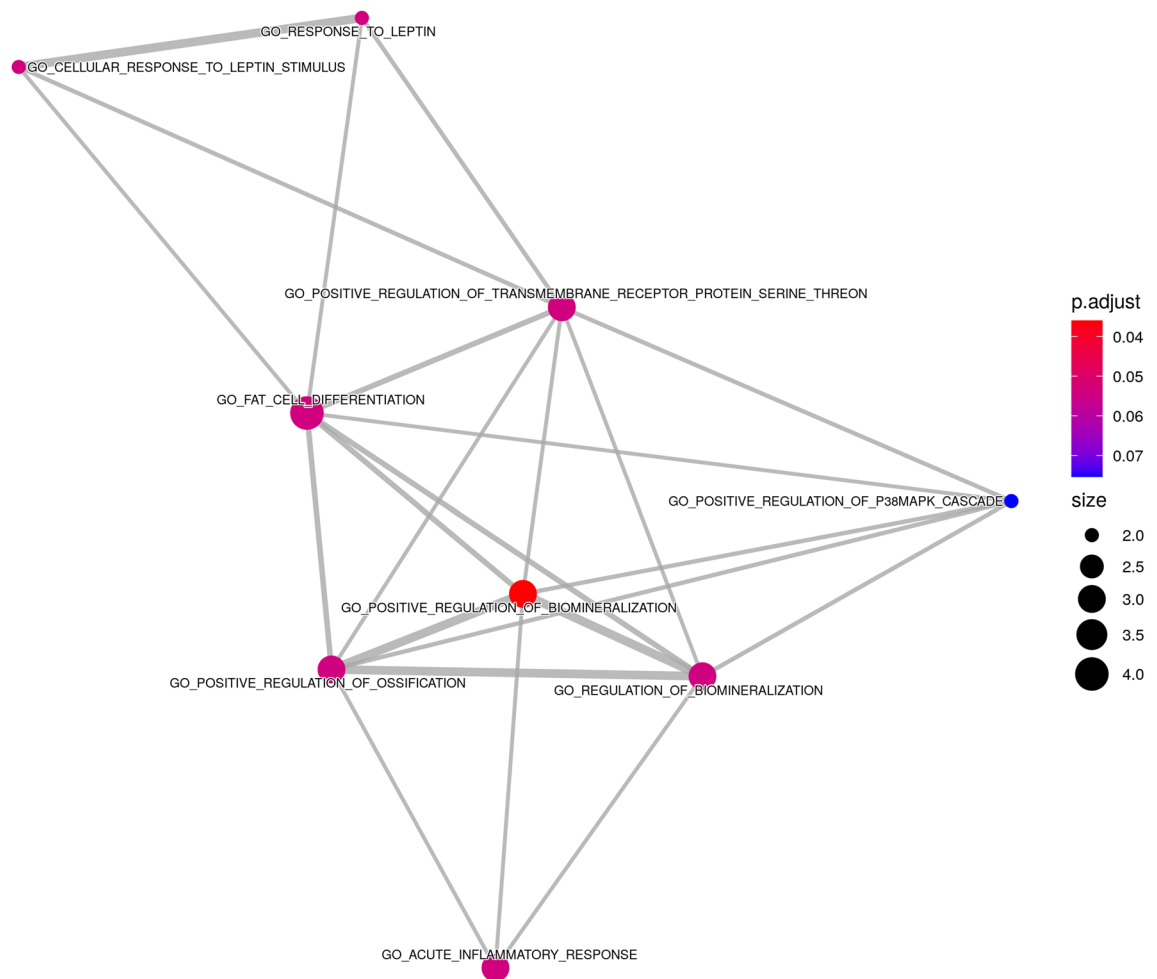 GO_RESPONSE_TO_LEPTIN
GO_CELLULAR_RESPONSE_TO_LEPTIN_STIMULUS
GO_POSITIVE_REGULATION_OF_TRANSMEMBRANE_RECEPTOR_PROTEIN_SERINE_THREON
GO_FAT_CELL_DIFFERENTIATION
GO_POSITIVE_REGULATION_OF_P38MAPK_CASCADE
GO_POSITIVE_REGULATION_OF_BIOMINERALIZATION
GO_POSITIVE_REGULATION_OF_OSSIFICATION
GO_REGULATION_OF_BIOMINERALIZATION
GO_ACUTE_INFLAMMATORY_RESPONSE
p.adjust
0.04
0.05
0.06
0.07
size
2.0
2.5
3.0
3.5
4.0